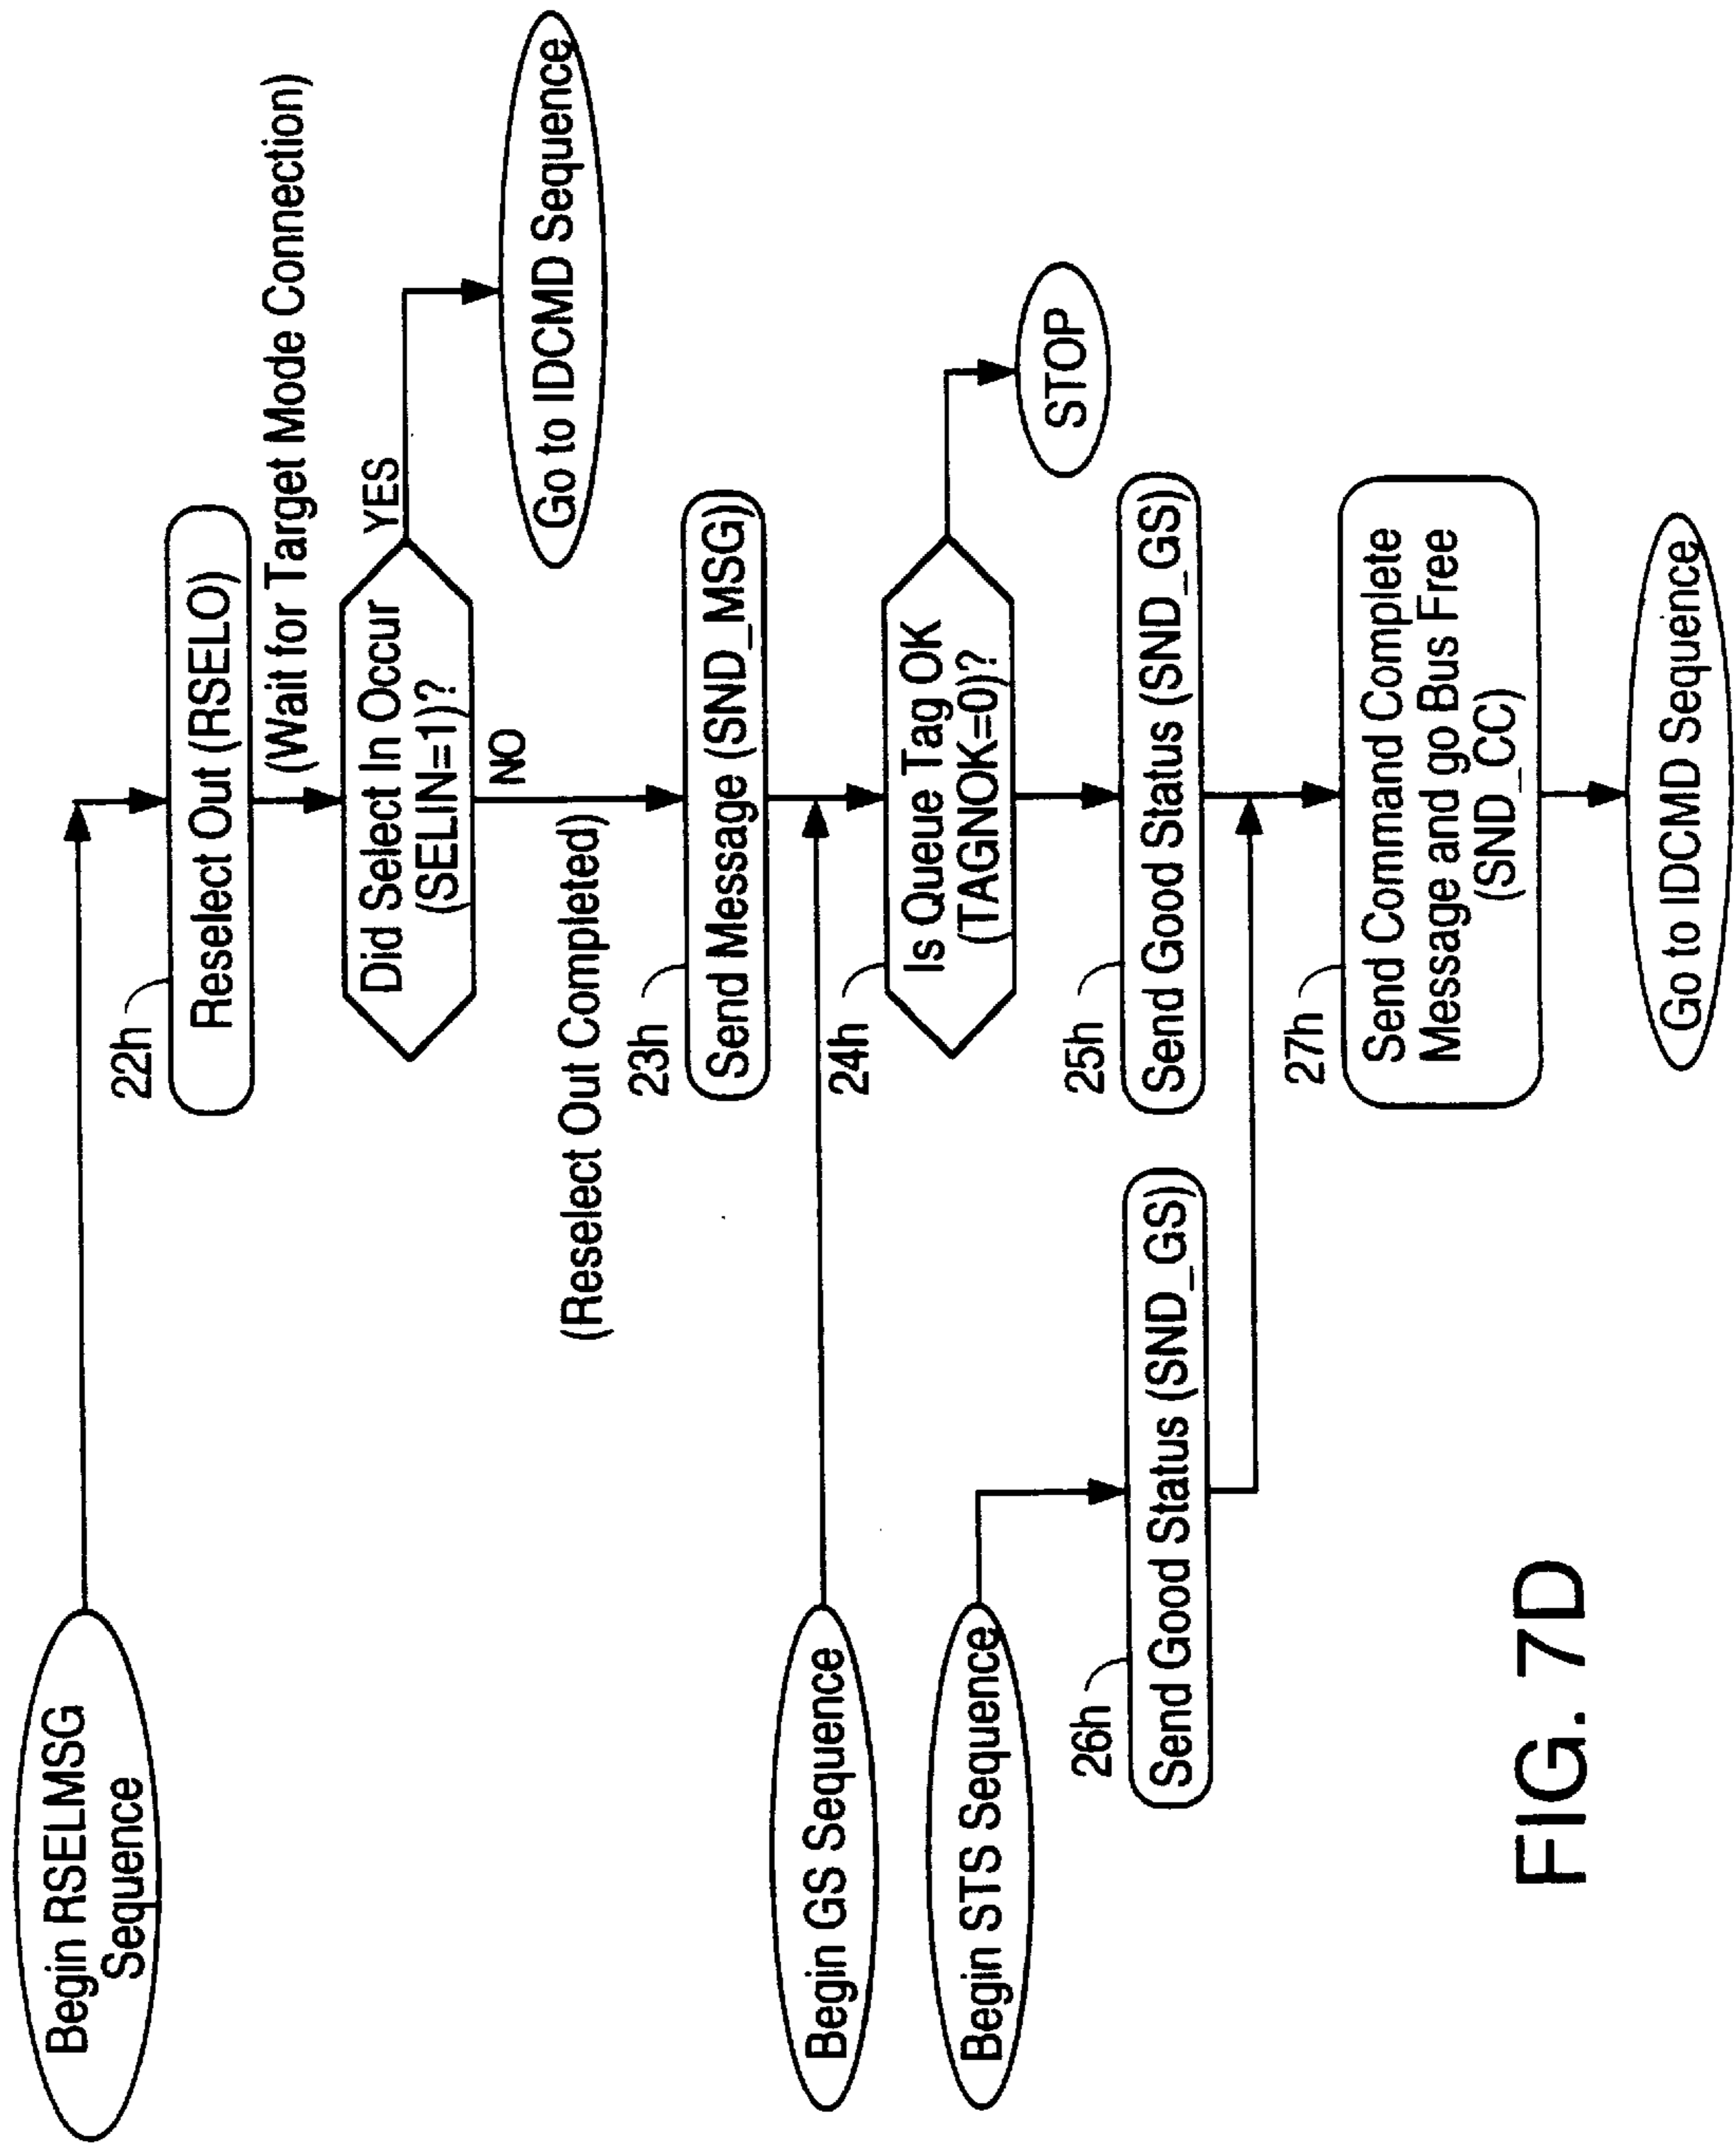 Begin RSELMSG
Sequence
22h
Reselect Out (RSELO)
(Wait for Target Mode Connection)
Did Select In Occur
(SELIN=1)?
YES
Go to IDCMD Sequence
NO
(Reselect Out Completed)
23h
Send Message (SND_MSG)
Begin GS Sequence
24h
Is Queue Tag OK
(TAGNOK=0)?
STOP
Begin STS Sequence
26h
Send Good Status (SND_GS)
25h
Send Good Status (SND_GS)
27h
Send Command Complete
Message and go Bus Free
(SND_CC)
Go to IDCMD Sequence
FIG. 7D